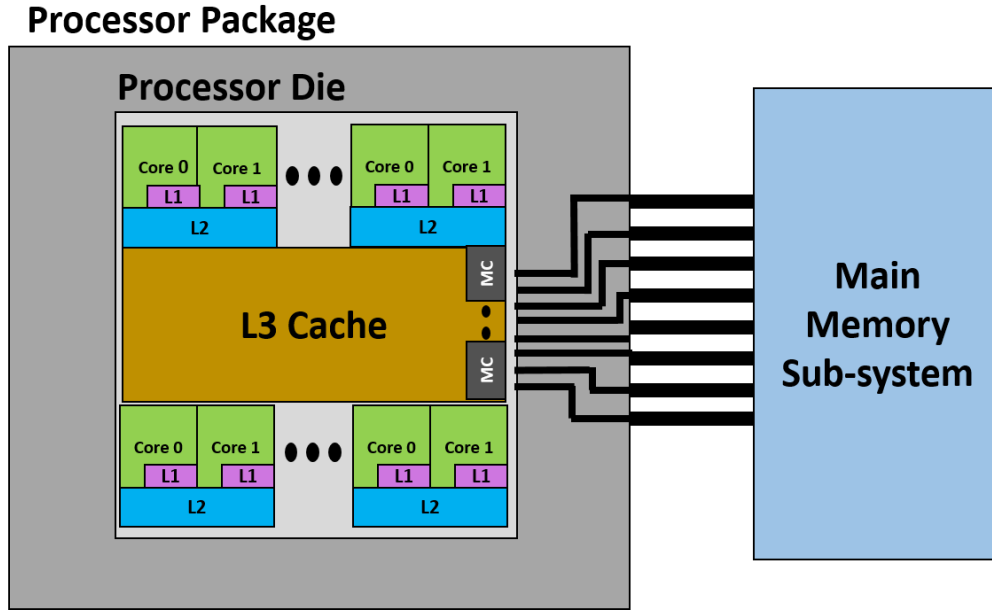 Processor Package
Processor Die
Core 0 Core 1 Core 0 Core 1
L1 L1 L1 L1
L2 L2
MC
L3 Cache
MC
Main
Memory
Sub-system
Core 0 Core 1 Core 0 Core 1
L1 L1 L1 L1
L2 L2